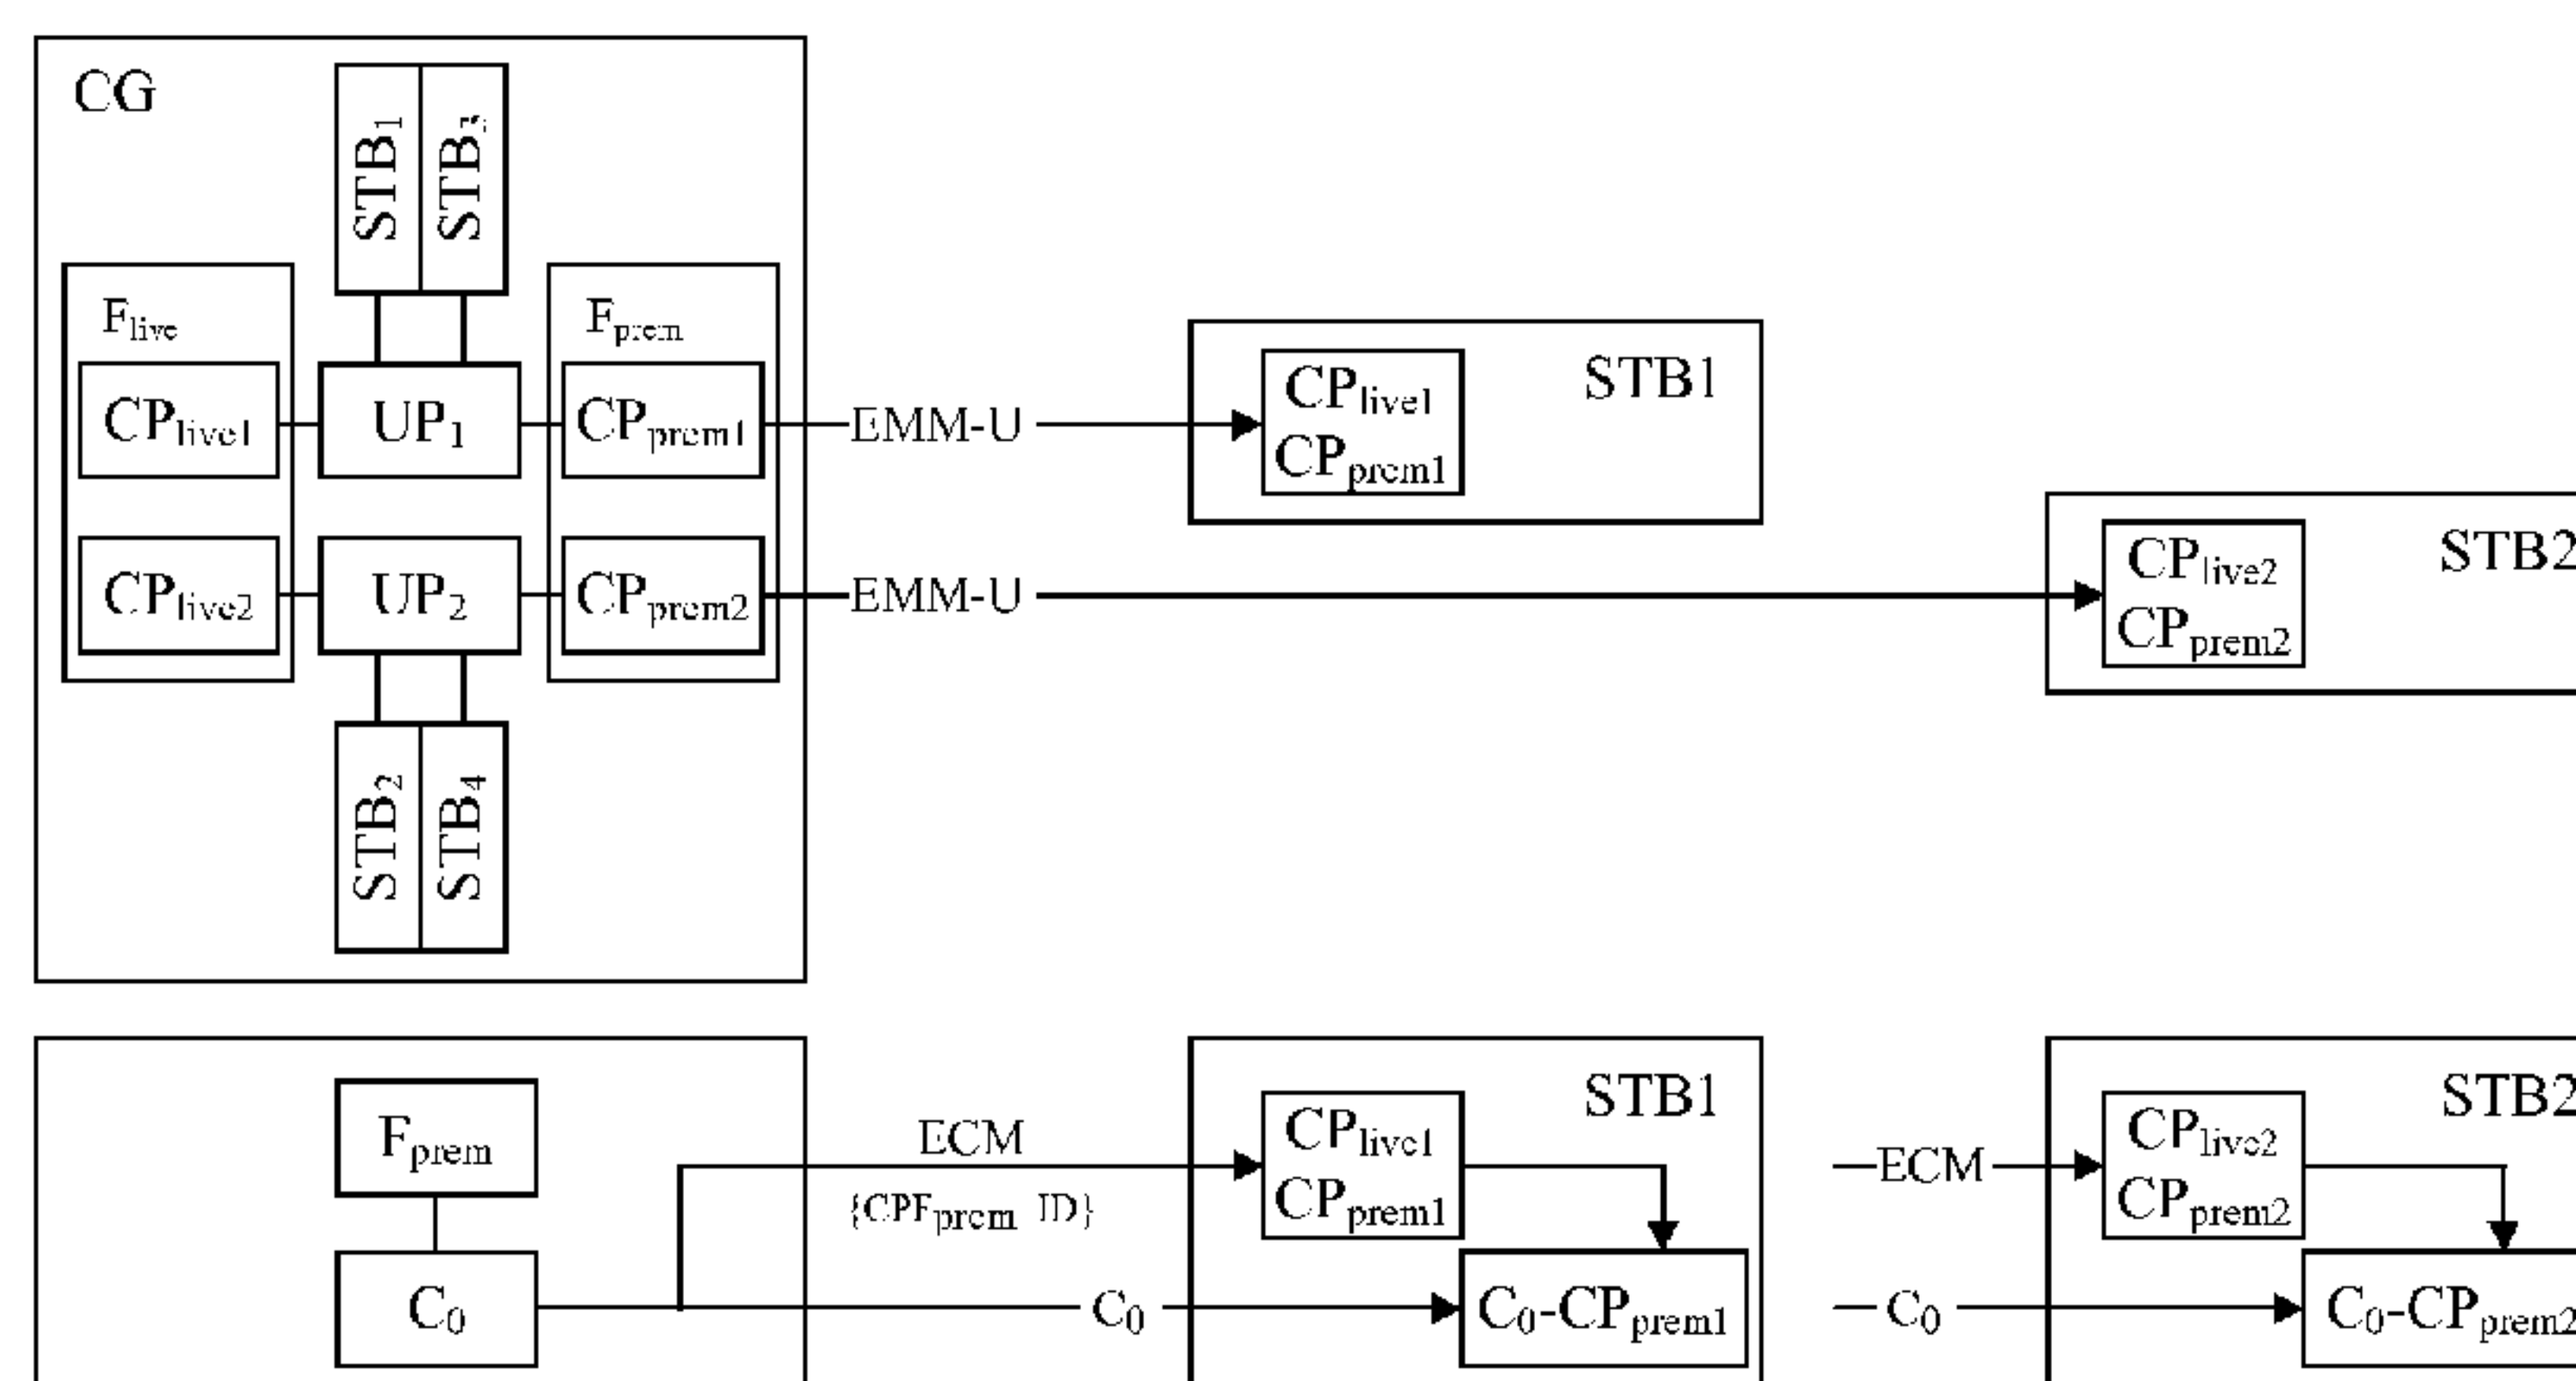 CG
STB1
STB3
Flive
Fprem
CPlive1
UP1
CPprem1
EMM-U
CPlive1
CPprem1
STB1
CPlive2
UP2
CPprem2
EMM-U
CPlive2
CPprem2
STB2
STB2
STB4
Fprem
C0
ECM
{CPFprem ID}
C0
CPlive1
CPprem1
STB1
C0-CPprem1
ECM
C0
CPlive2
CPprem2
STB2
C0-CPprem2